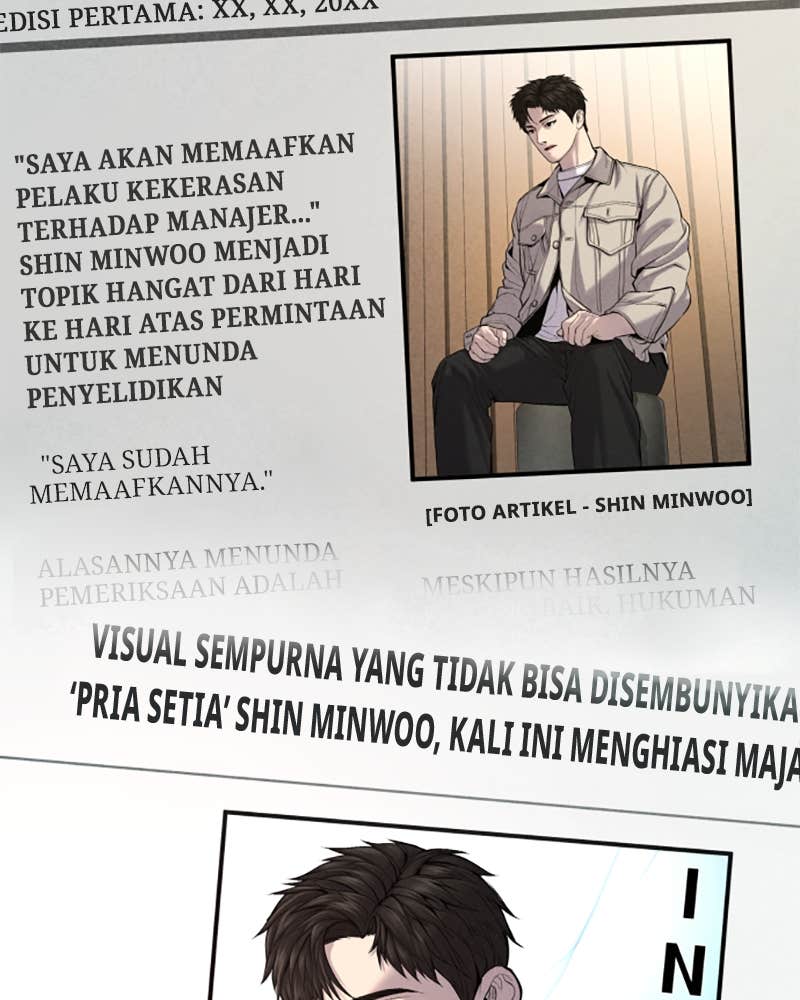 EDISI PERTAMA: XX, XX, 20XX
"SAYA AKAN MEMAAFKAN
PELAKU KEKERASAN
TERHADAP MANAJER..."
SHIN MINWOO MENJADI
TOPIK HANGAT DARI HARI
KE HARI ATAS PERMINTAAN
UNTUK MENUNDA
PENYELIDIKAN
"SAYA SUDAH
MEMAAFKANNYA."
ALASANNYA MENUNDA
PEMERIKSAAN ADALAH
[FOTO ARTIKEL - SHIN MINWOO]
MESKIPUN HASILNYA
BAIK, HUKUMAN
VISUAL SEMPURNA YANG TIDAK BISA DISEMBUNYIKA
‘PRIA SETIA’ SHIN MINWOO, KALI INI MENGHIASI MAJA
I
N